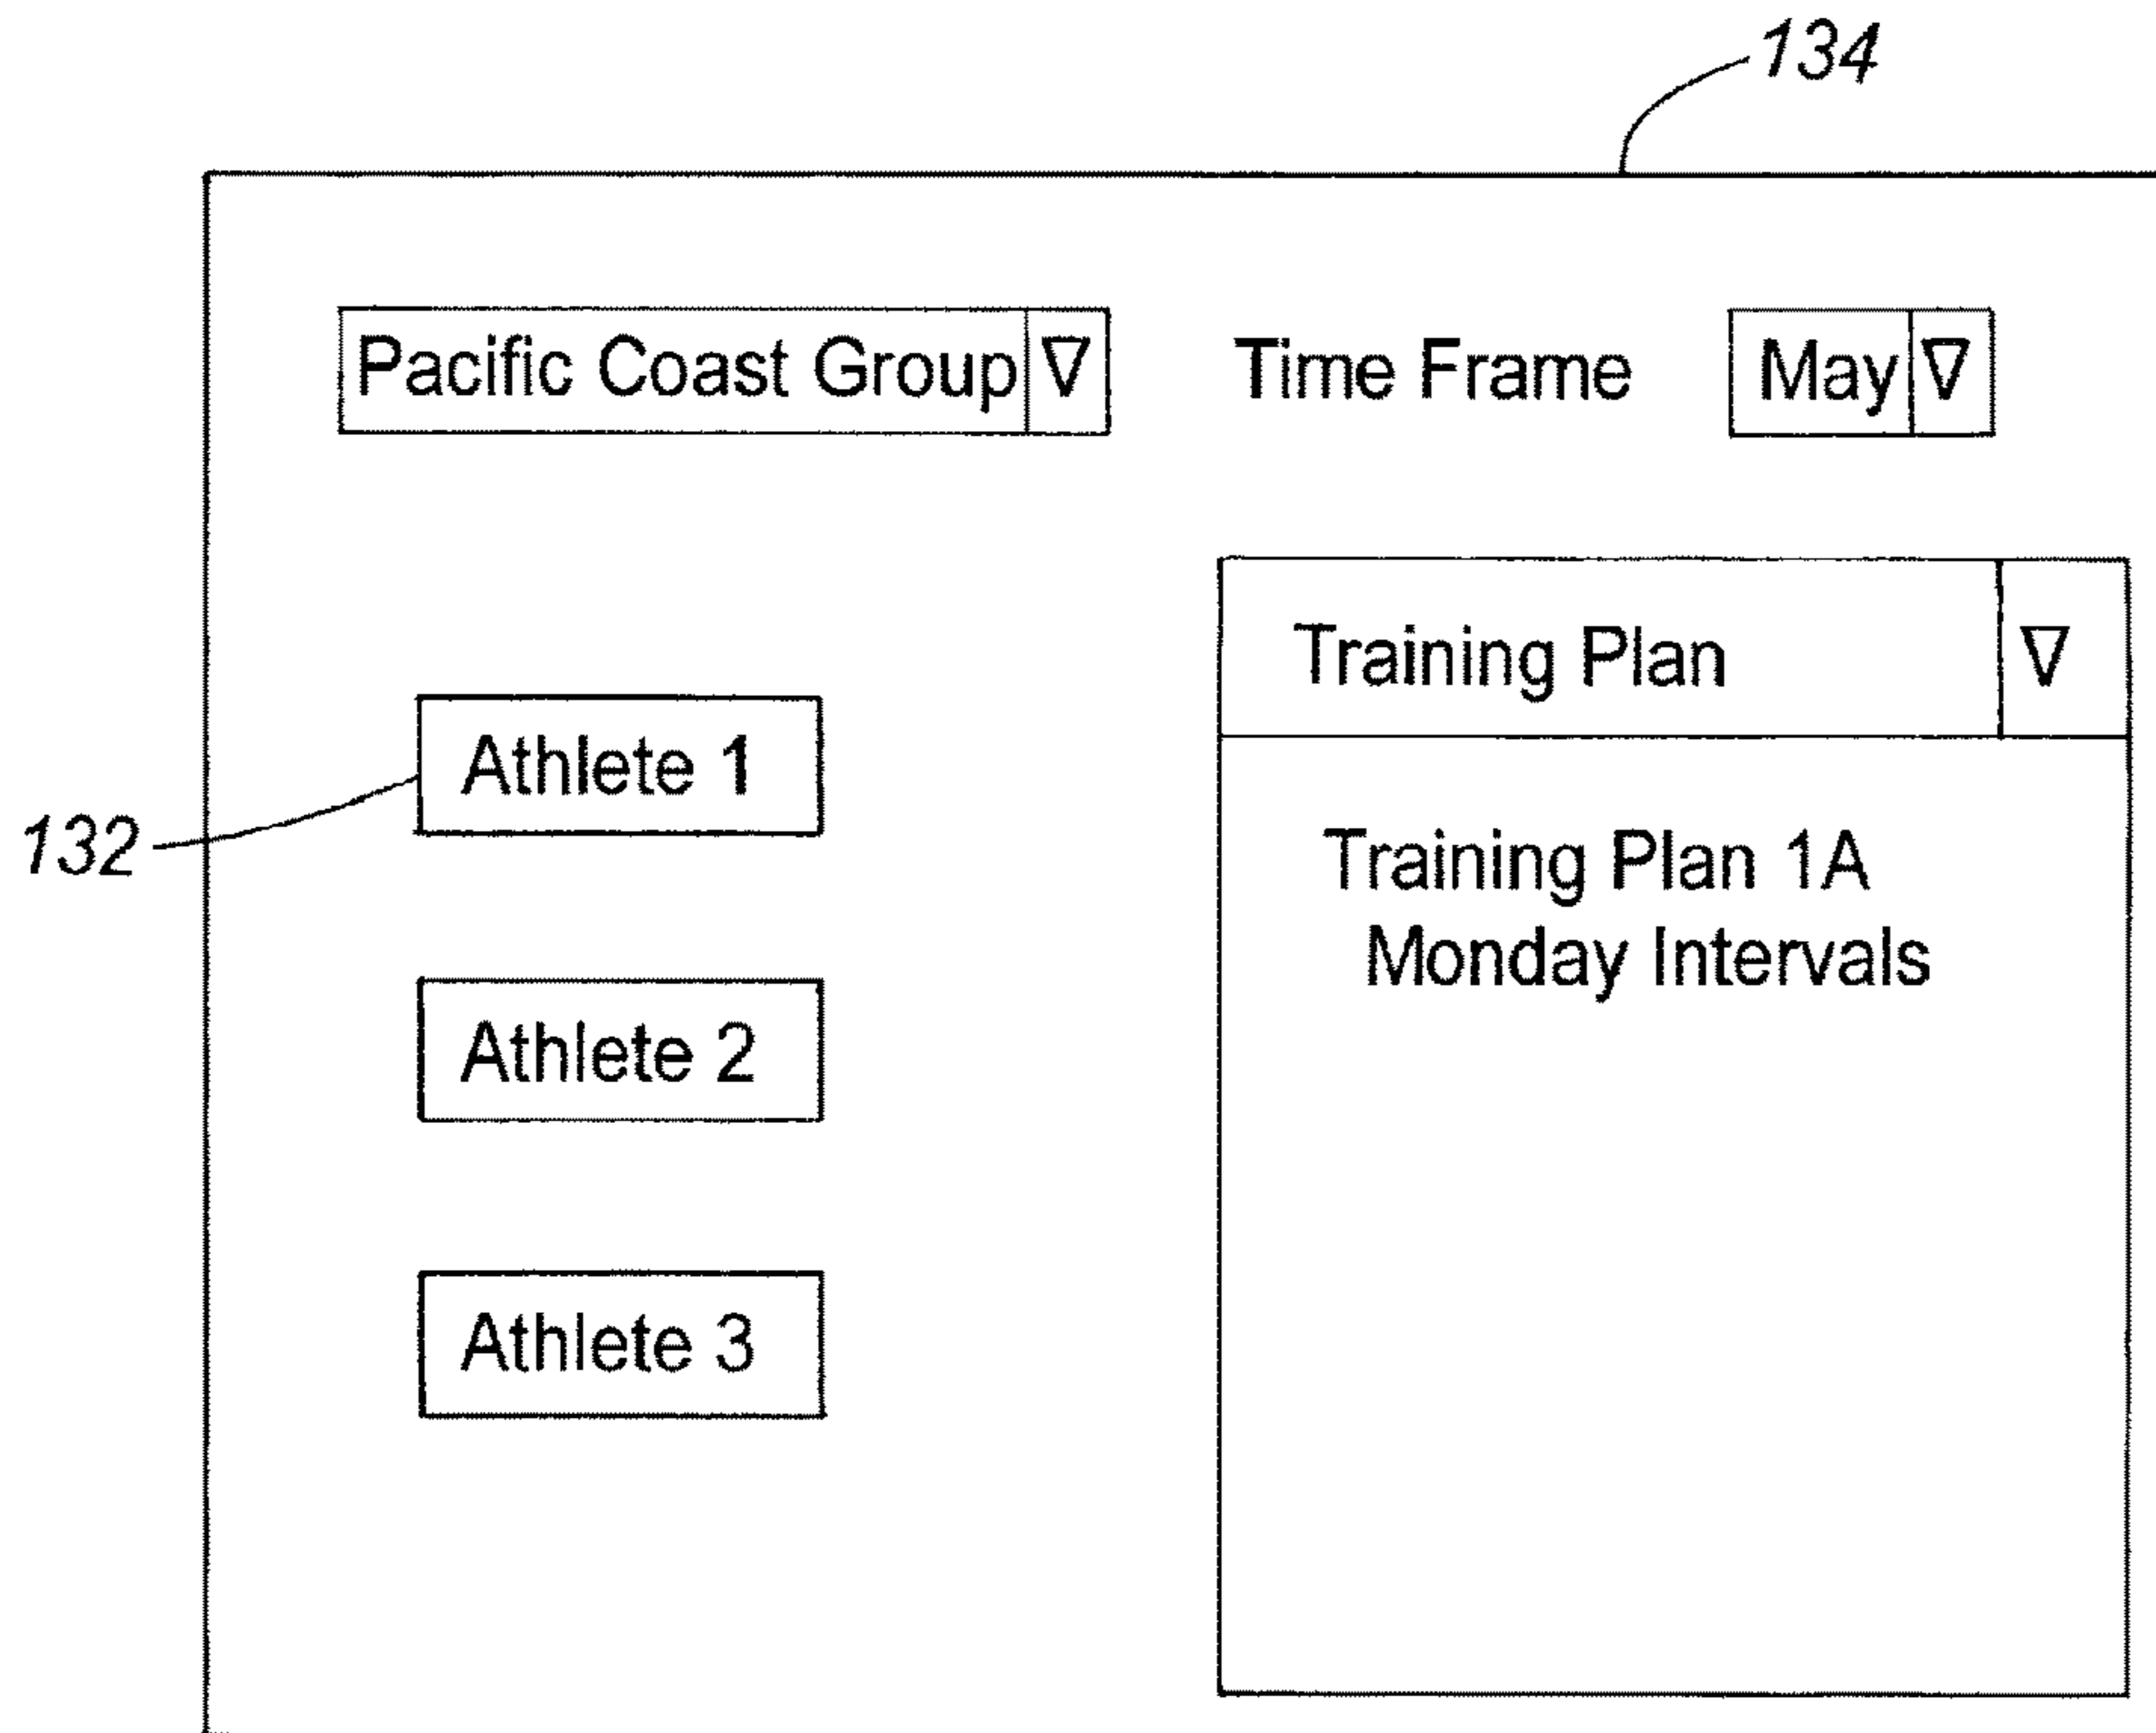 134
Pacific Coast Group ∇ Time Frame May ∇
Training Plan ∇
Athlete 1
132
Training Plan 1A
Monday Intervals
Athlete 2
Athlete 3